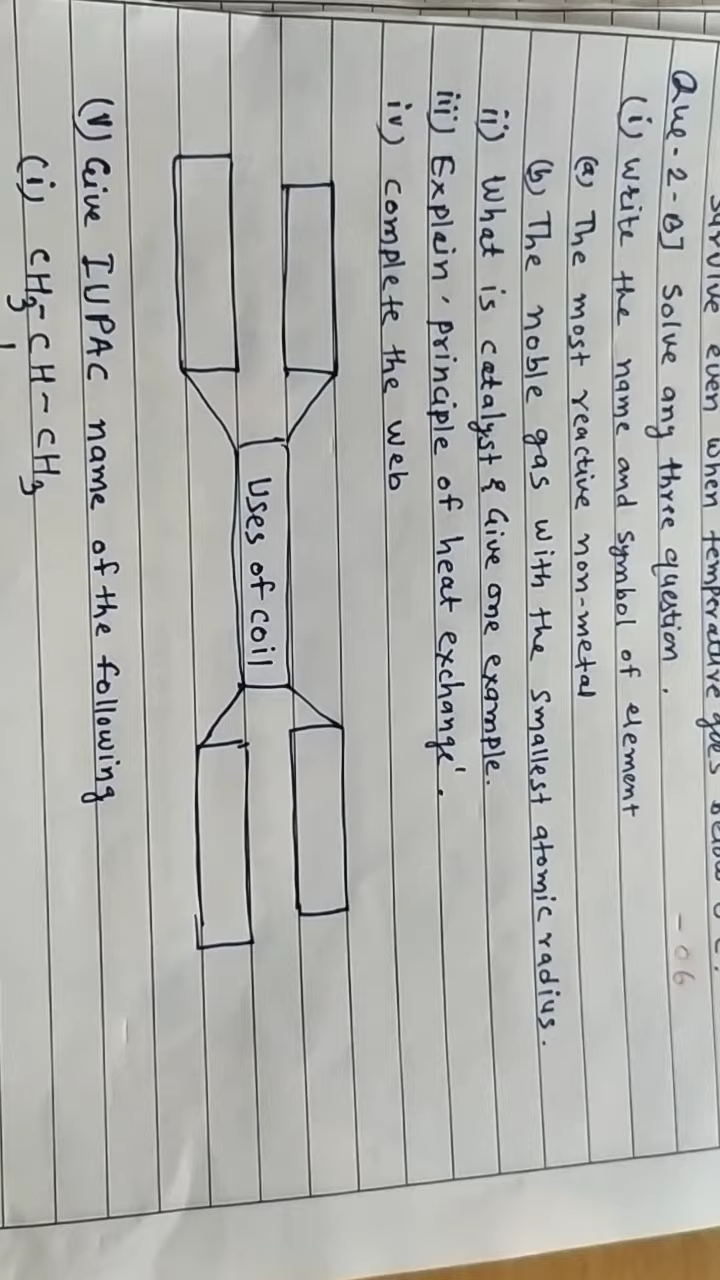 survive even when temperature goes below 0°C.
Que-2-B] Solve any three question. - 06
(i) Write the name and symbol of element
(a) The most reactive non-metal
(b) The noble gas with the smallest atomic radius.
ii) What is catalyst & Give one example.
iii) Explain 'principle of heat exchange'.
iv) complete the web
Uses of coil
(V) Give IUPAC name of the following
(i) CH3-CH-CH3